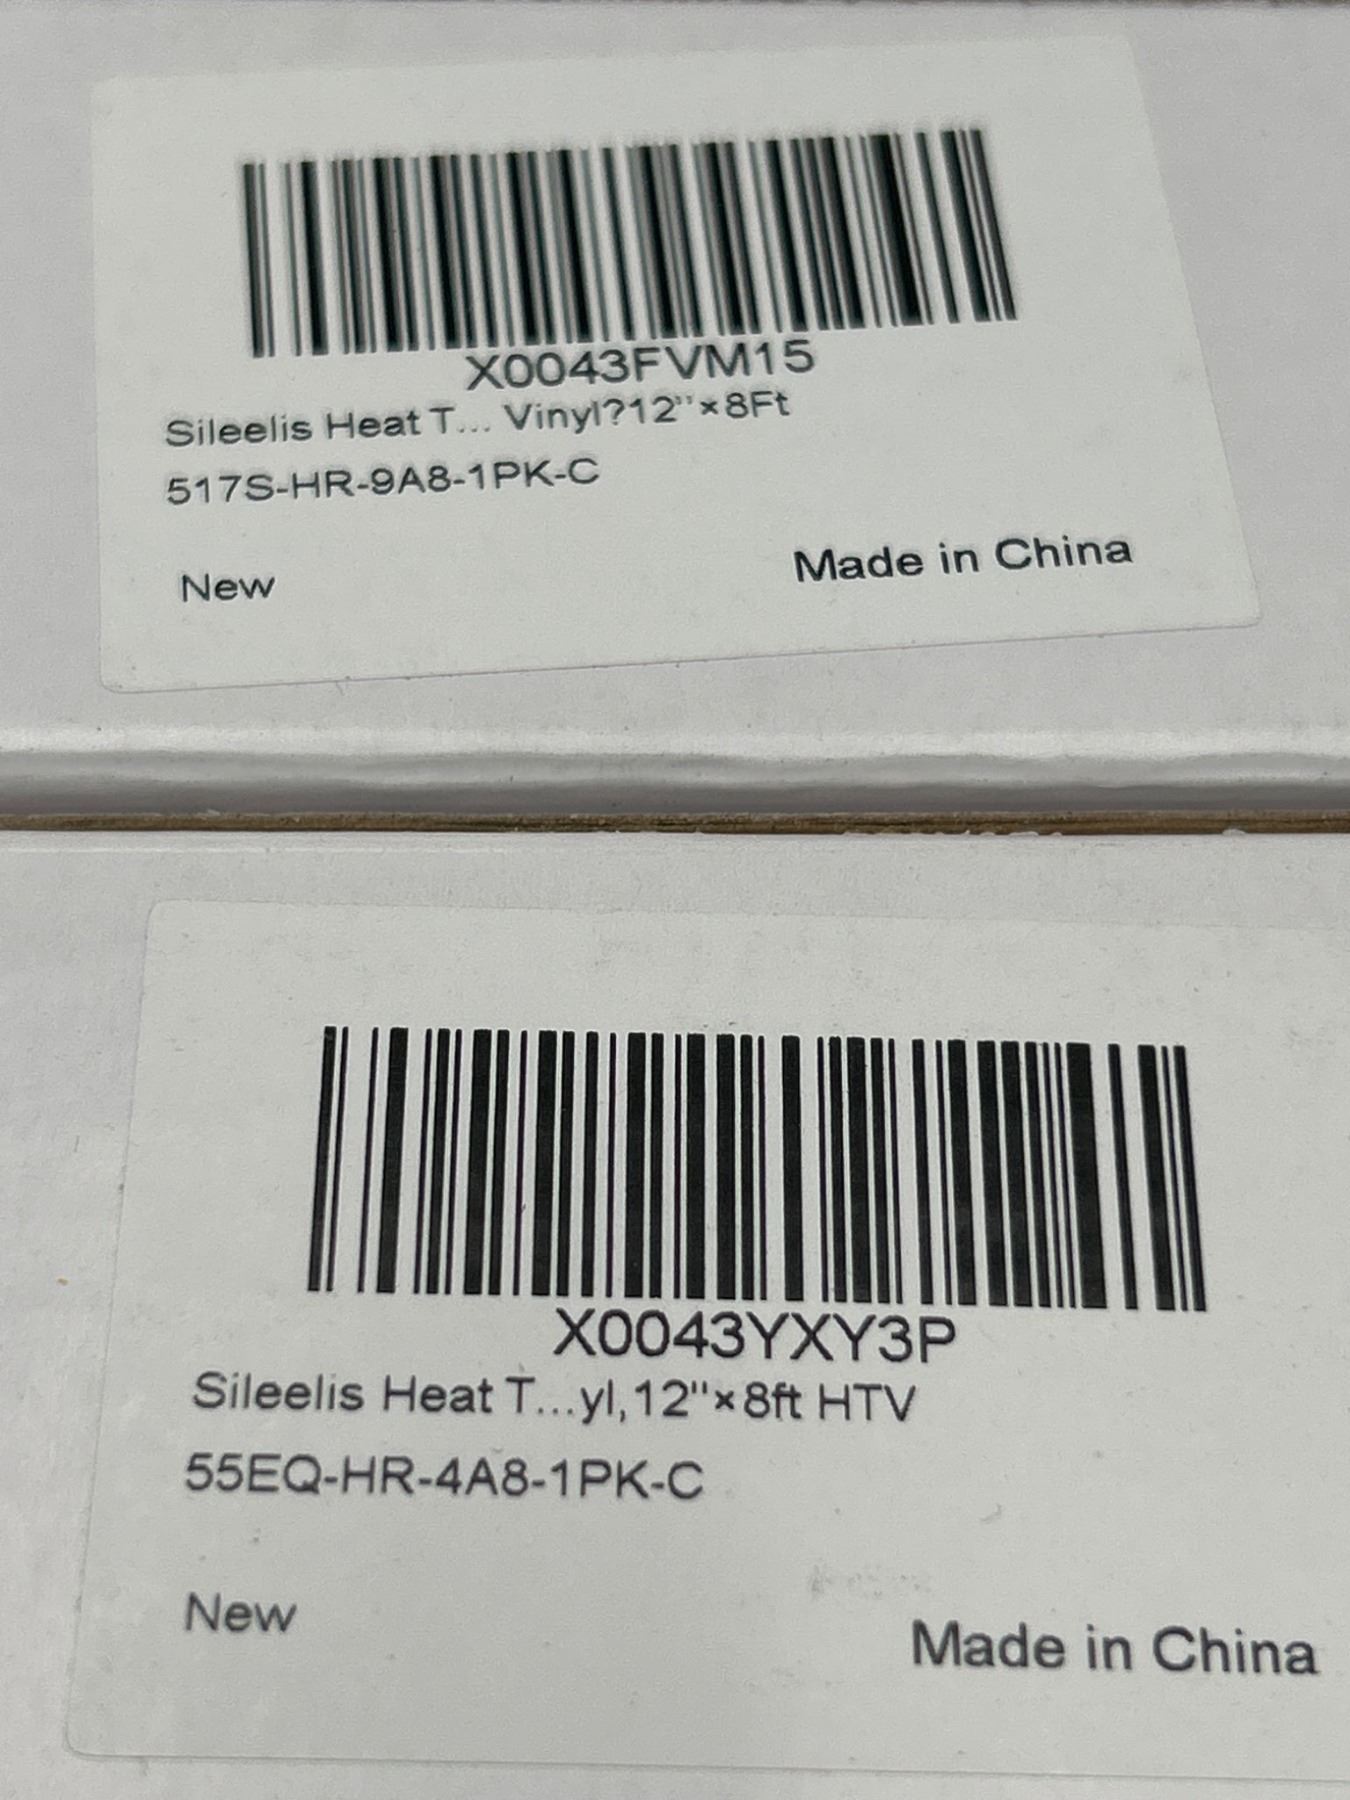 X0043FVM15
Sileelis Heat T... Vinyl?12"×8Ft
517S-HR-9A8-1PK-C
New
Made in China
X0043YXY3P
Sileelis Heat T...yl,12"×8ft HTV
55EQ-HR-4A8-1PK-C
New
Made in China